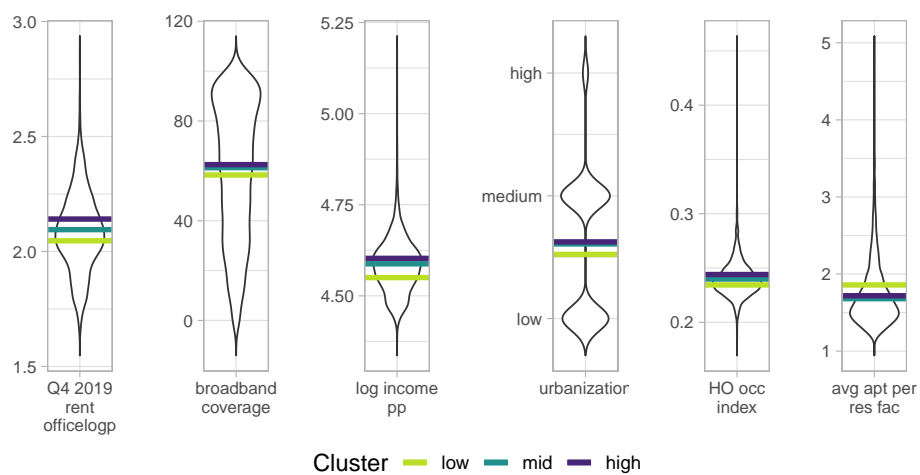 3.0
2.5
2.0
1.5
Q4 2019
rent
officelogp
120
80
40
0
broadband
coverage
5.25
5.00
4.75
4.50
log income
pp
high
medium
low
urbanization
0.4
0.3
0.2
HO occ
index
5
4
3
2
1
avg apt per
res fac
Cluster low mid high